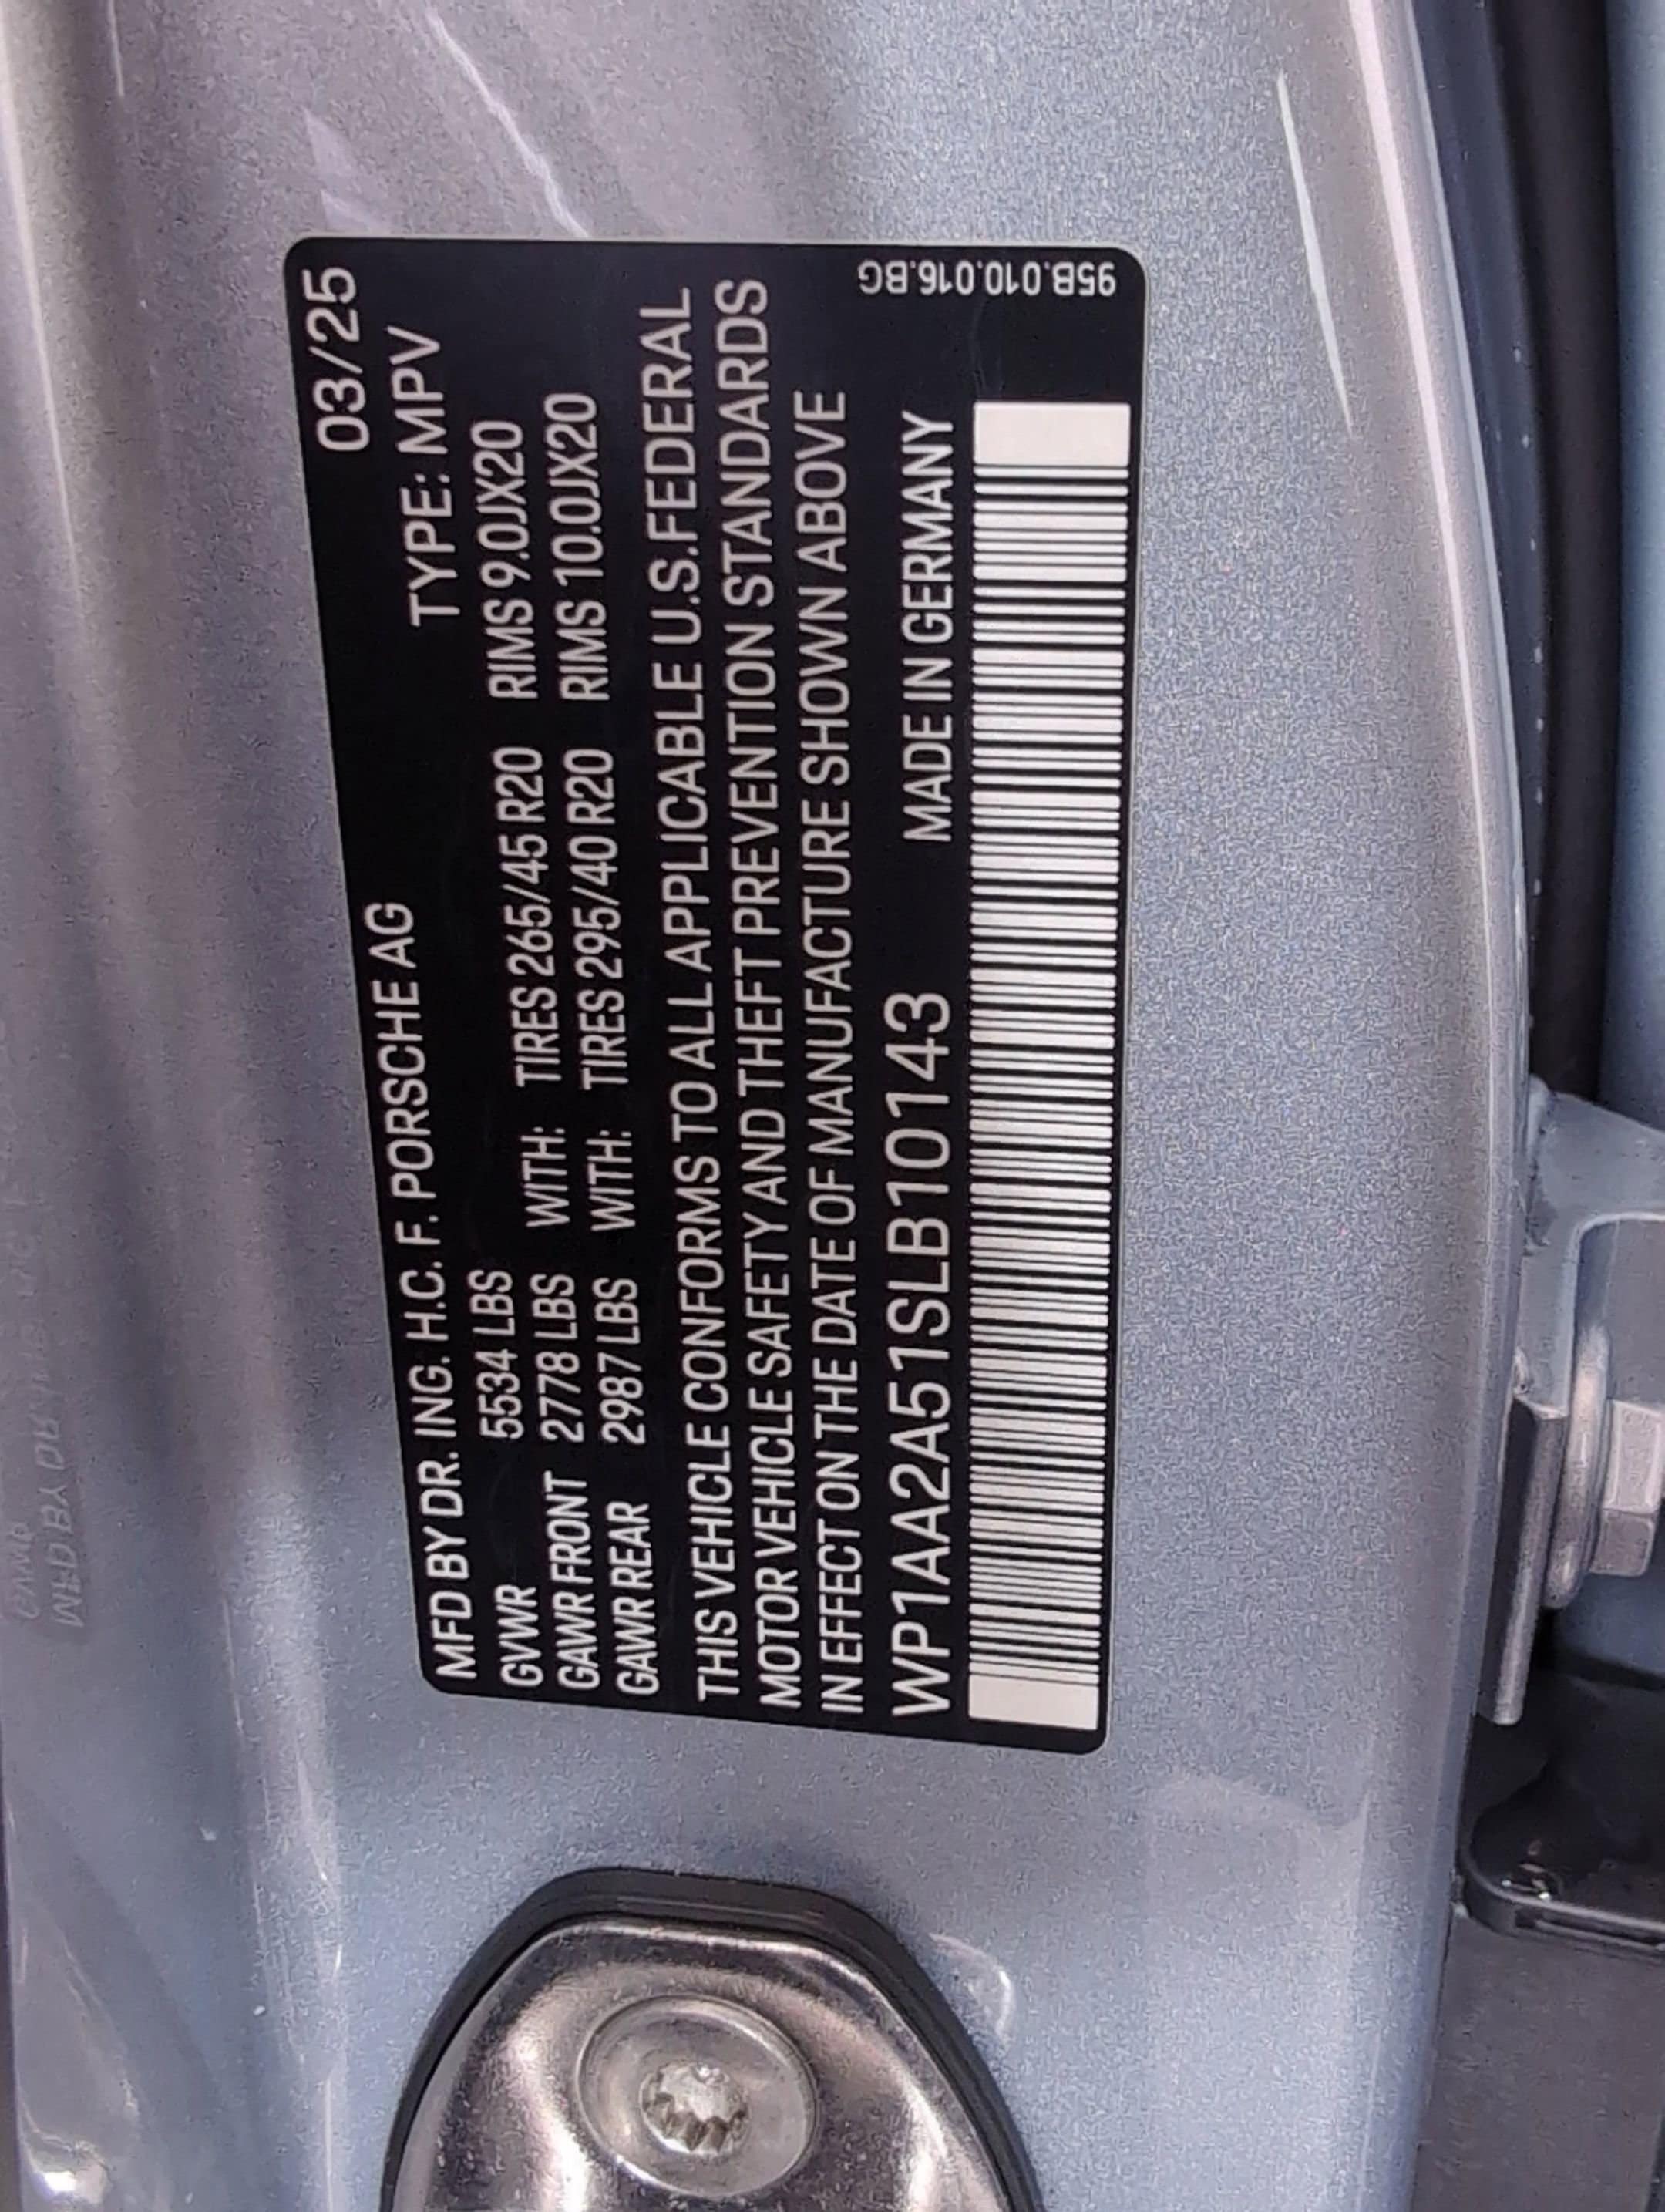 MFD BY DR. ING. H.C. F. PORSCHE AG 03/25
GVWR 5534 LBS TYPE: MPV
GAWR FRONT 2778 LBS WITH: TIRES 265/45 R20 RIMS 9.0JX20
GAWR REAR 2987 LBS WITH: TIRES 295/40 R20 RIMS 10.0JX20
THIS VEHICLE CONFORMS TO ALL APPLICABLE U.S.FEDERAL
MOTOR VEHICLE SAFETY AND THEFT PREVENTION STANDARDS
IN EFFECT ON THE DATE OF MANUFACTURE SHOWN ABOVE
WP1AA2A51SLB10143 MADE IN GERMANY
95B.010.016.BG